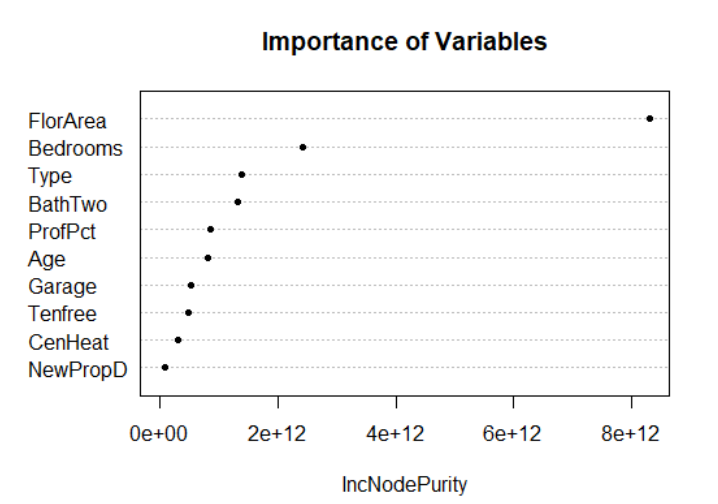 Importance of Variables
FlorArea
Bedrooms
Type
BathTwo
ProfPct
Age
Garage
Tenfree
CenHeat
NewPropD
0e+00 2e+12 4e+12 6e+12 8e+12
IncNodePurity